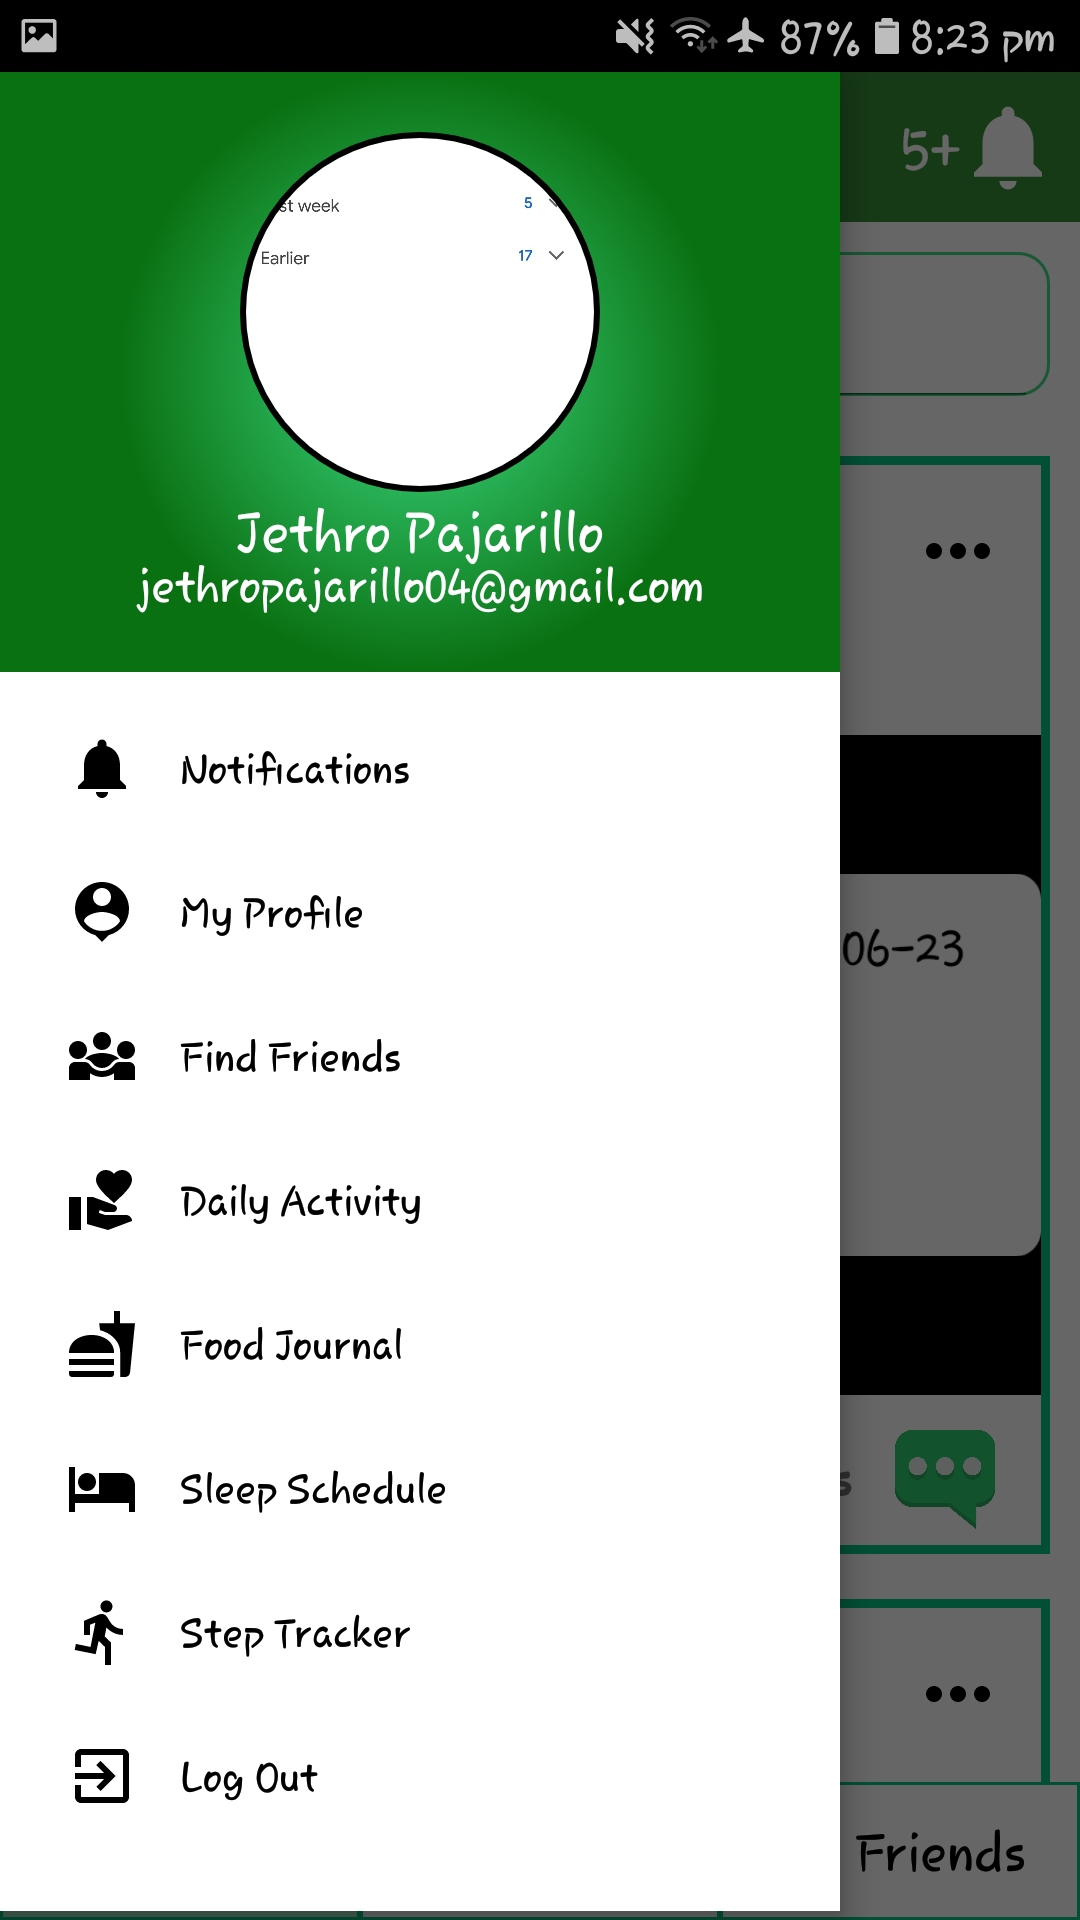 87% 8:23 pm
5+
st week 5
Earlier 17
Jethro Pajarillo
jethropajarillo04@gmail.com
Notifications
My Profile
06-23
Find Friends
Daily Activity
Food Journal
Sleep Schedule
s
Step Tracker
Log Out
Friends